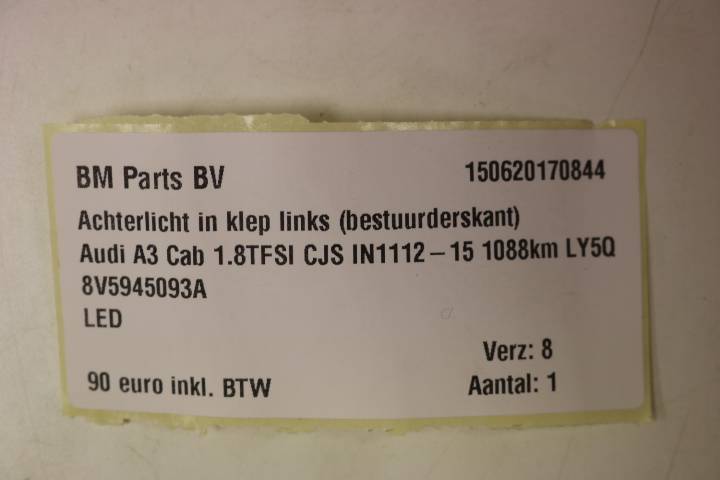 BM Parts BV 150620170844
Achterlicht in klep links (bestuurderskant)
Audi A3 Cab 1.8TFSI CJS IN1112-15 1088km LY5Q
8V5945093A
LED
Verz: 8
90 euro inkl. BTW Aantal: 1